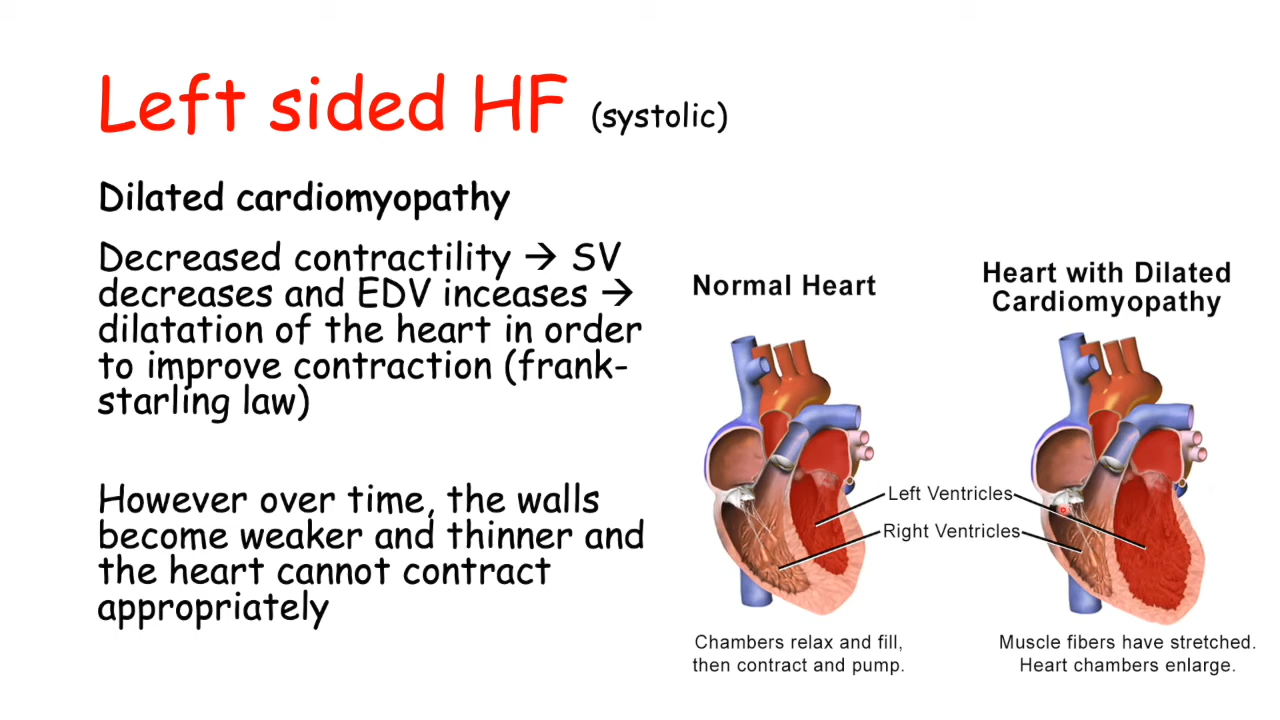 Left sided HF (systolic)
Dilated cardiomyopathy
Decreased contractility → SV
decreases and EDV inceases →
dilatation of the heart in order
to improve contraction (frank-
starling law)
However over time, the walls
become weaker and thinner and
the heart cannot contract
appropriately
Normal Heart
Heart with Dilated
Cardiomyopathy
Left Ventricles
Right Ventricles
Chambers relax and fill,
then contract and pump.
Muscle fibers have stretched.
Heart chambers enlarge.